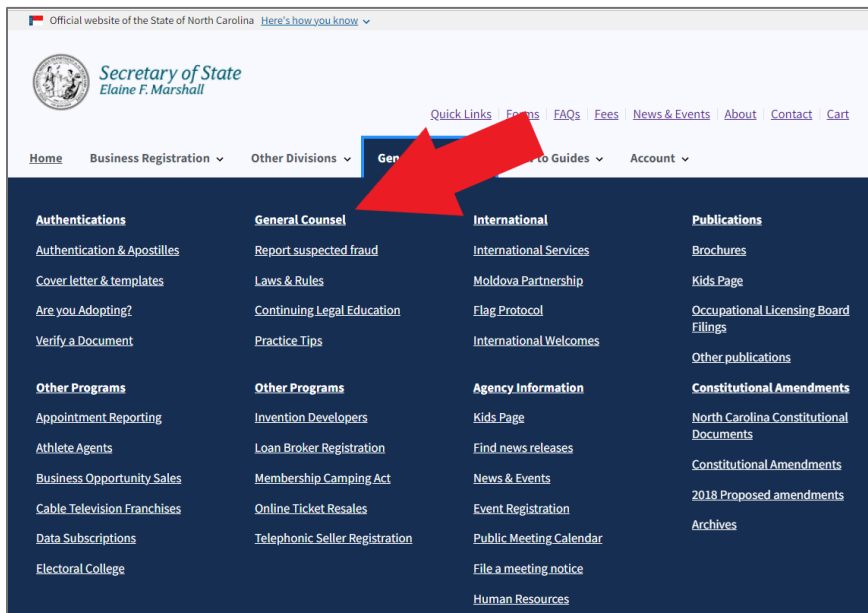 Official website of the State of North Carolina Here's how you know
Secretary of State
Elaine F. Marshall
Quick Links Forms FAQs Fees News & Events About Contact Cart
Home Business Registration Other Divisions Guides Account
Authentications
Authentication & Apostilles
Cover letter & templates
Are you Adopting?
Verify a Document
General Counsel
Report suspected fraud
Laws & Rules
Continuing Legal Education
Practice Tips
International
International Services
Moldova Partnership
Flag Protocol
International Welcomes
Publications
Brochures
Kids Page
Occupational Licensing Board
Filings
Other publications
Other Programs
Appointment Reporting
Athlete Agents
Business Opportunity Sales
Cable Television Franchises
Data Subscriptions
Electoral College
Other Programs
Invention Developers
Loan Broker Registration
Membership Camping Act
Online Ticket Resales
Telephonic Seller Registration
Agency Information
Kids Page
Find news releases
News & Events
Event Registration
Public Meeting Calendar
File a meeting notice
Human Resources
Constitutional Amendments
North Carolina Constitutional
Documents
Constitutional Amendments
2018 Proposed amendments
Archives